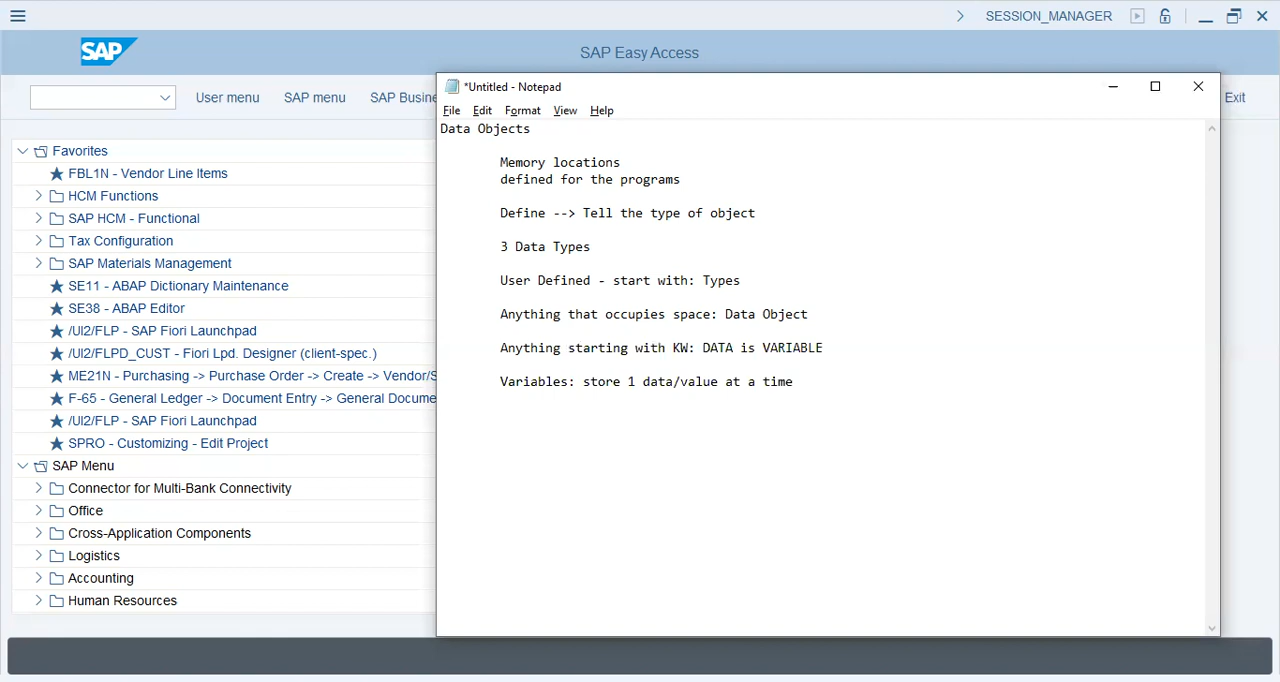 SESSION_MANAGER
SAP
SAP Easy Access
User menu
SAP menu
SAP Busine
Exit
Favorites
FBL1N - Vendor Line Items
HCM Functions
SAP HCM - Functional
Tax Configuration
SAP Materials Management
SE11 - ABAP Dictionary Maintenance
SE38 - ABAP Editor
/UI2/FLP - SAP Fiori Launchpad
/UI2/FLPD_CUST - Fiori Lpd. Designer (client-spec.)
ME21N - Purchasing -> Purchase Order -> Create -> Vendor/S
F-65 - General Ledger -> Document Entry -> General Docume
/UI2/FLP - SAP Fiori Launchpad
SPRO - Customizing - Edit Project
SAP Menu
Connector for Multi-Bank Connectivity
Office
Cross-Application Components
Logistics
Accounting
Human Resources
*Untitled - Notepad
File Edit Format View Help
Data Objects
Memory locations
defined for the programs
Define --> Tell the type of object
3 Data Types
User Defined - start with: Types
Anything that occupies space: Data Object
Anything starting with KW: DATA is VARIABLE
Variables: store 1 data/value at a time